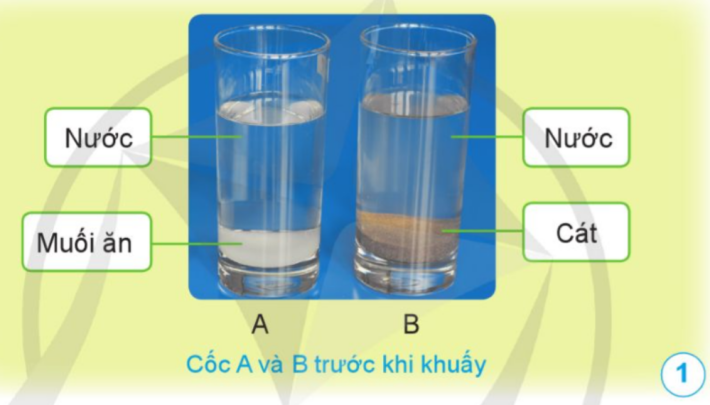 Nước
Nước
Muối ăn
Cát
A
B
Cốc A và B trước khi khuấy
1